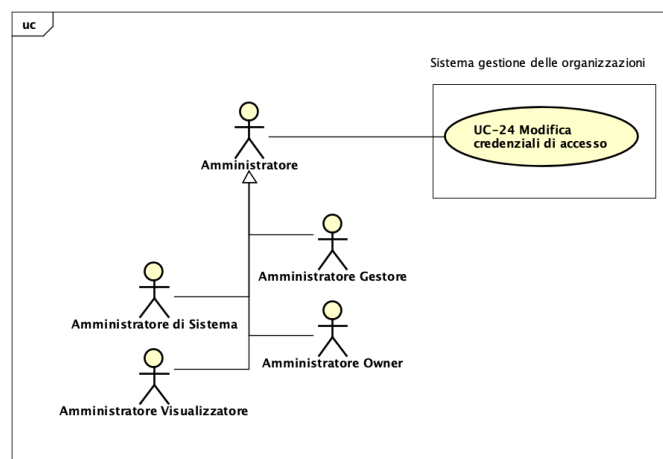 uc
Sistema gestione delle organizzazioni
UC-24 Modifica
credenziali di accesso
Amministratore
Amministratore Gestore
Amministratore di Sistema
Amministratore Owner
Amministratore Visualizzatore